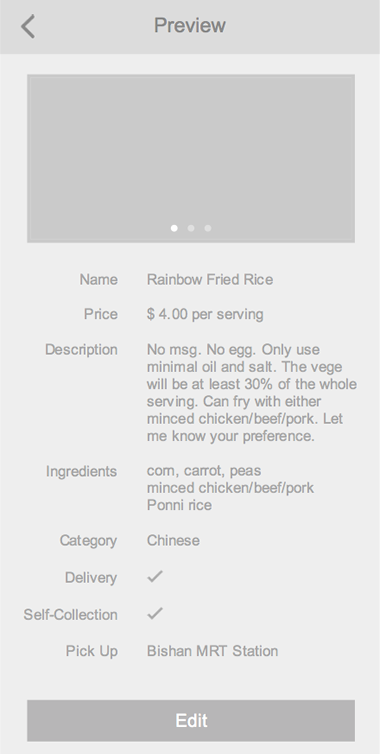 Preview
Name Rainbow Fried Rice
Price $ 4.00 per serving
Description No msg. No egg. Only use
minimal oil and salt. The vege
will be at least 30% of the whole
serving. Can fry with either
minced chicken/beef/pork. Let
me know your preference.
Ingredients corn, carrot, peas
minced chicken/beef/pork
Ponni rice
Category Chinese
Delivery
Self-Collection
Pick Up Bishan MRT Station
Edit